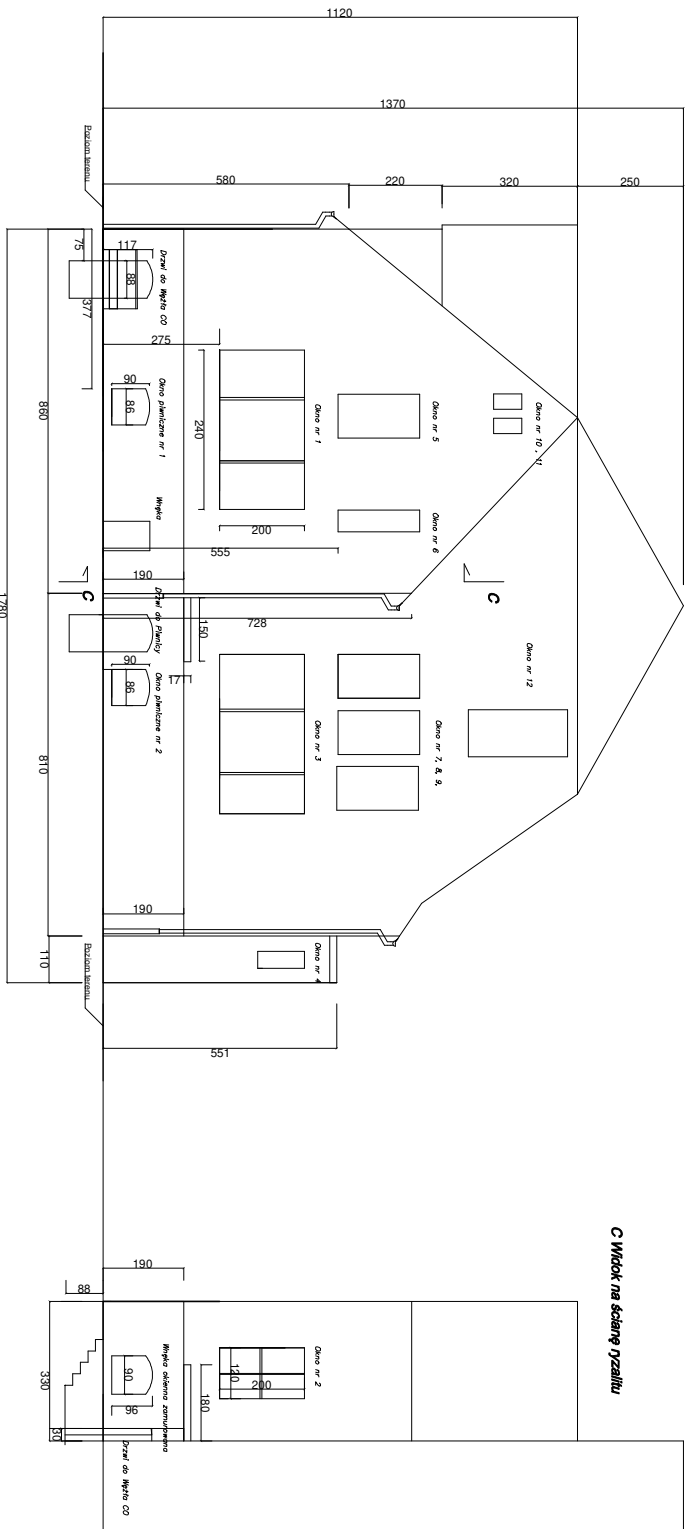 1120
1370
580
220
320
250
Poziom terenu
75
117
88
377
Drzwi do Węzła CO
275
860
90
86
Okno piwniczne nr 1
240
200
Okno nr 1
Okno nr 5
Okno nr 10 , 11
Wnęka
555
Okno nr 6
190
C
C
1780
Drzwi do Piwnicy
150
728
90
86
17
Okno piwniczne nr 2
Okno nr 12
Okno nr 3
Okno nr 7, 8, 9,
810
190
110
Poziom terenu
Okno nr 4
551
C Widok na ścianę ryzalitu
190
88
330
30
90
96
Wnęka okienna zamurowana
120
200
180
Okno nr 2
Drzwi do Węzła CO